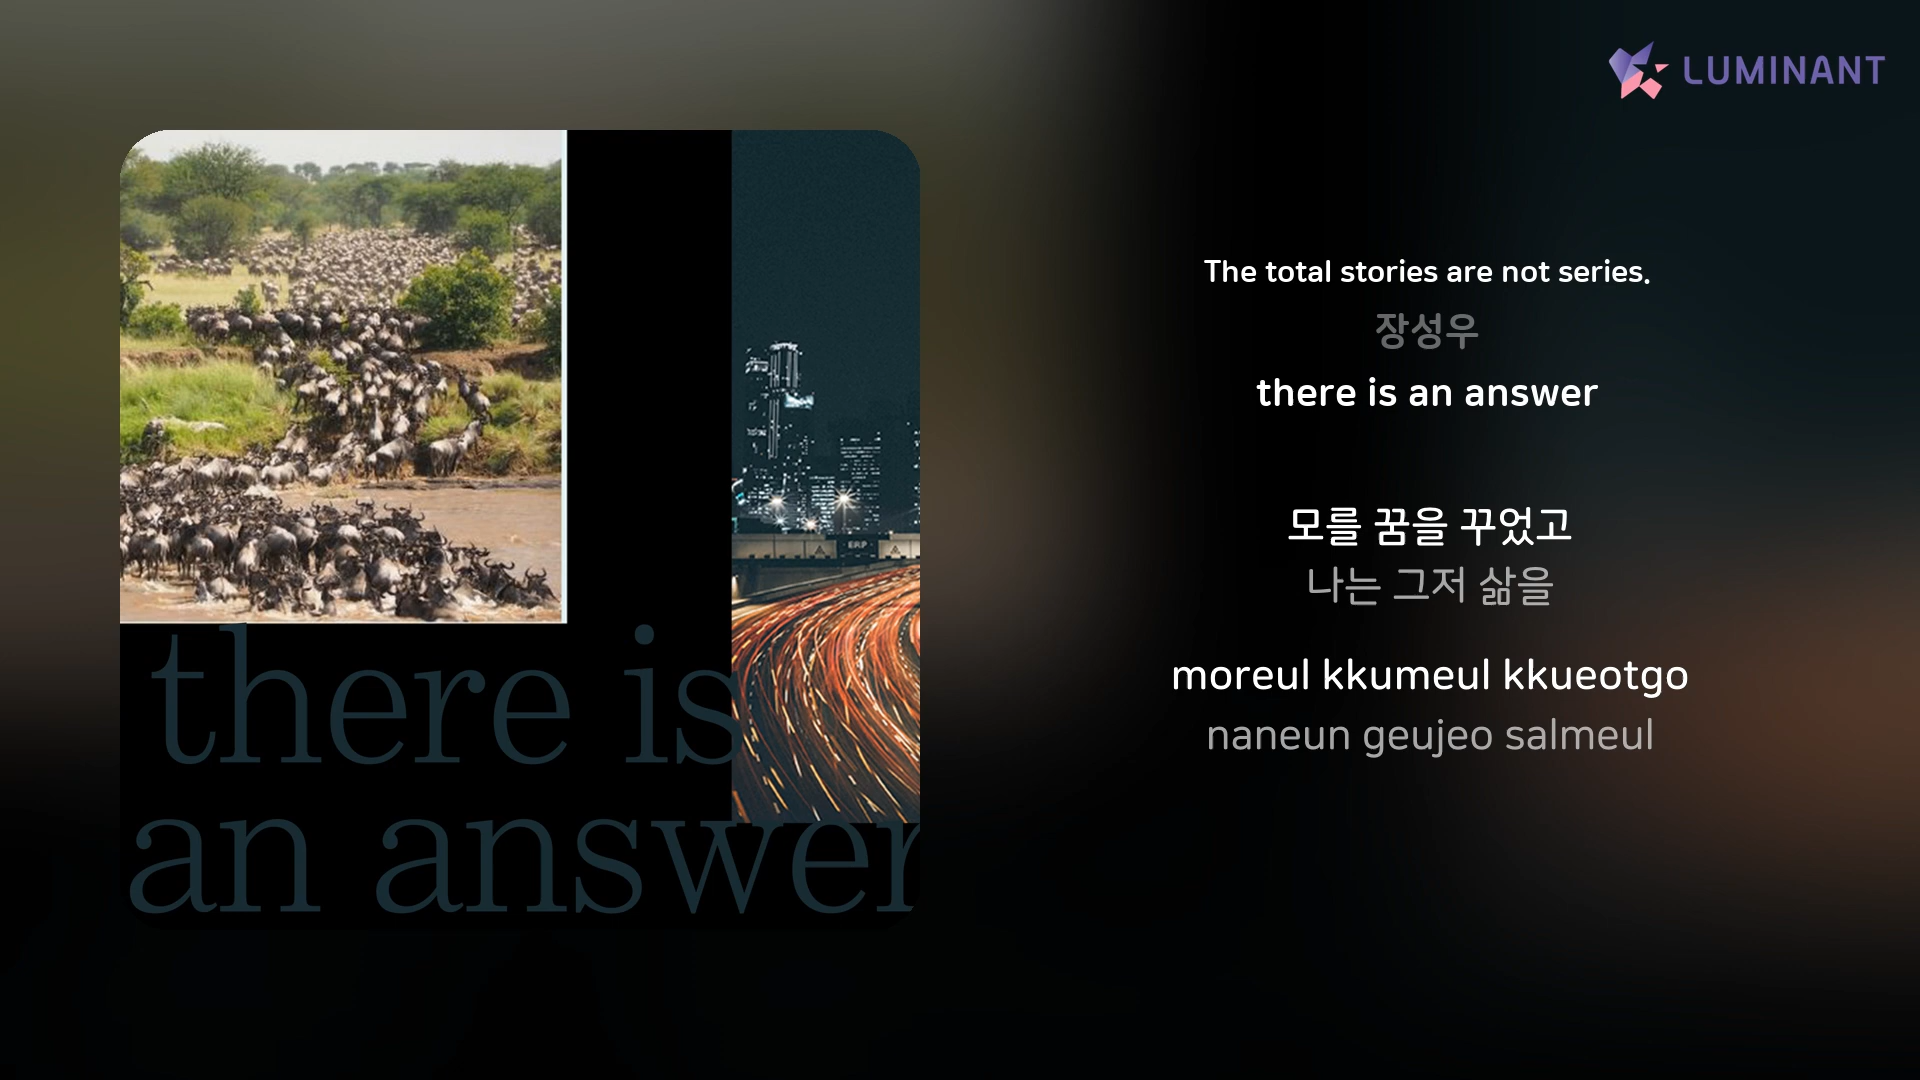 LUMINANT
there is
an answer
ERP
The total stories are not series.
장성우
there is an answer
모를 꿈을 꾸었고
나는 그저 삶을
moreul kkumeul kkueotgo
naneun geujeo salmeul